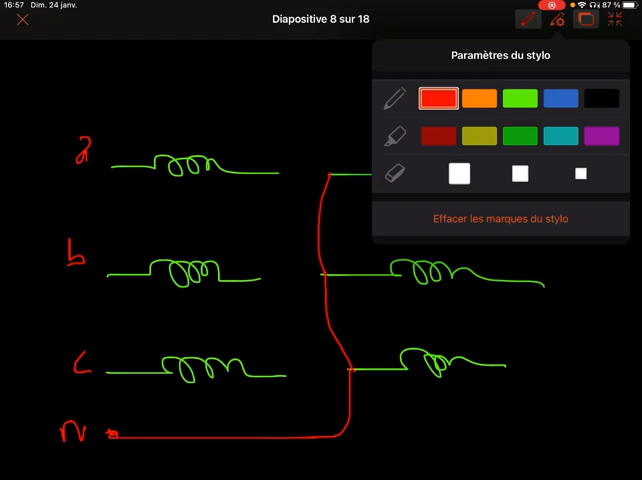 16:57 Dim. 24 janv.
87 %
Diapositive 8 sur 18
Paramètres du stylo
Effacer les marques du stylo
a
b
c
N